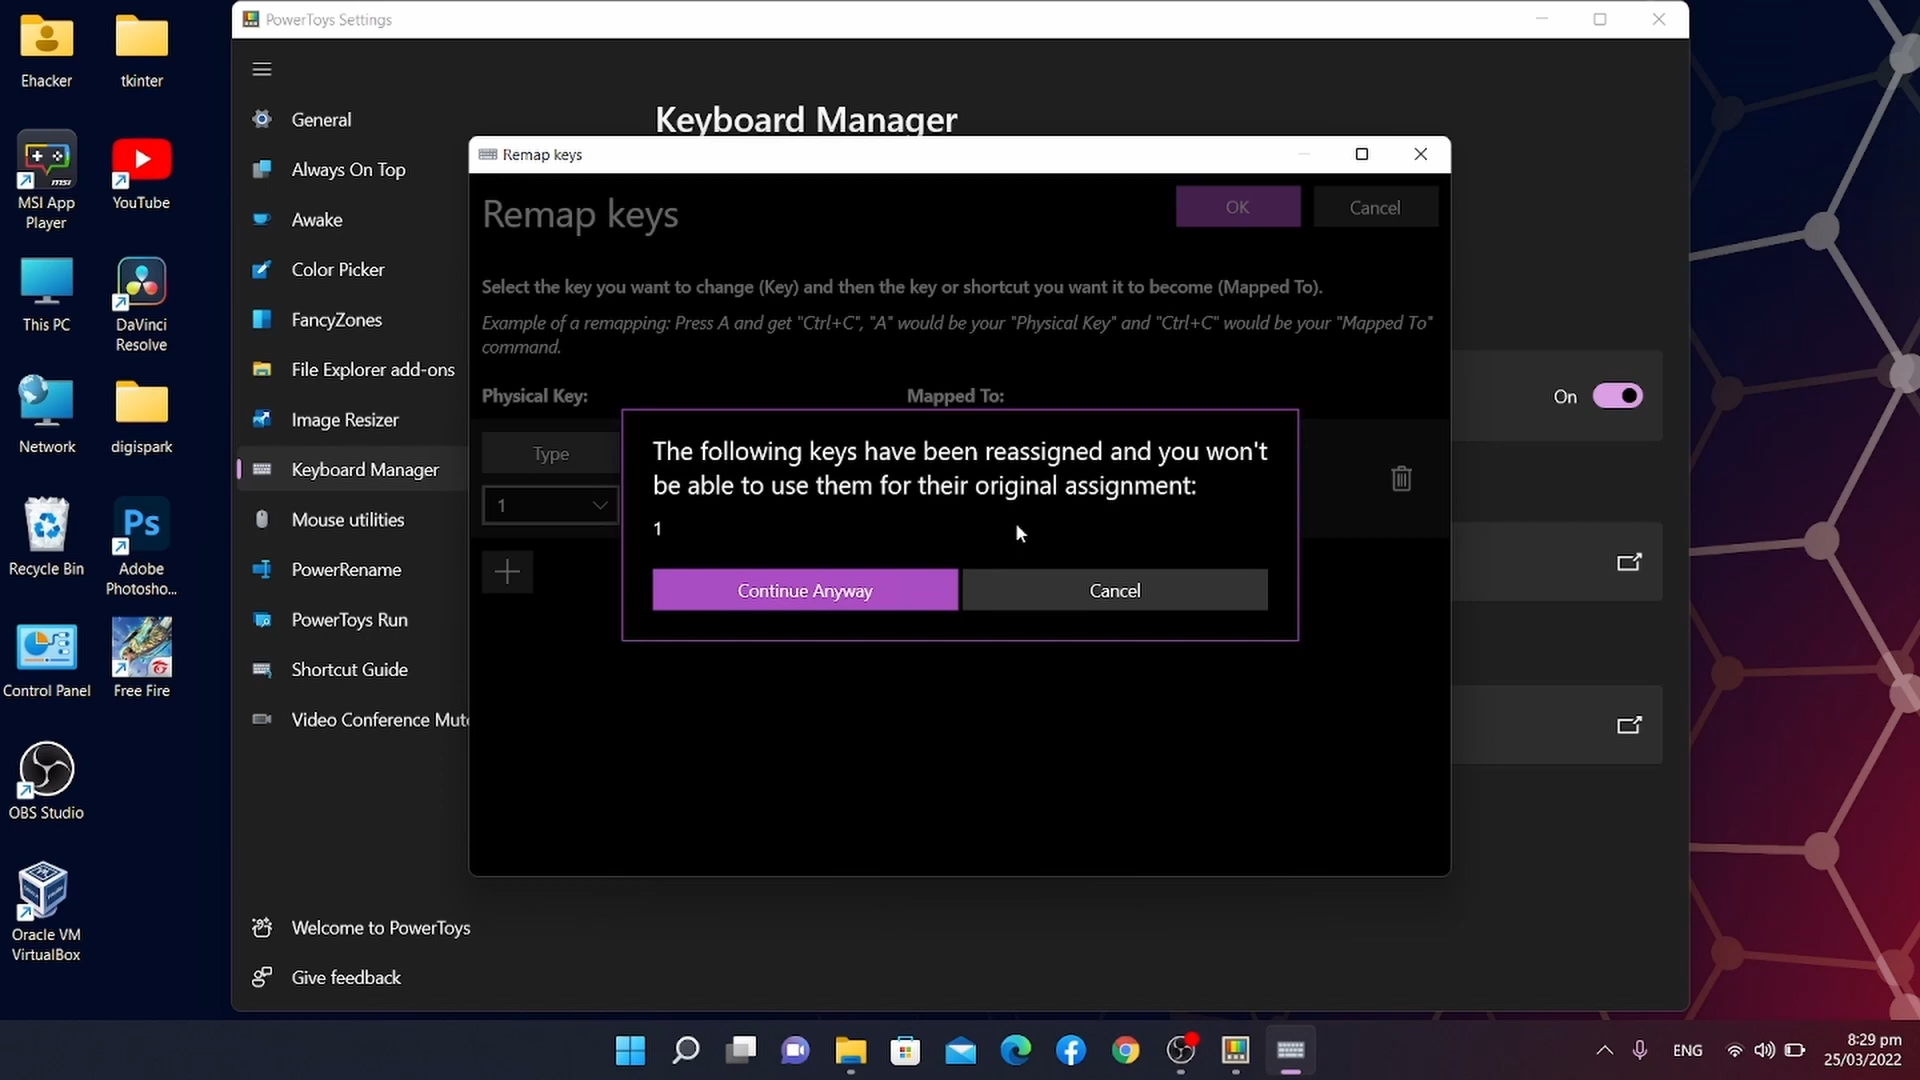 Ehacker
tkinter
MSI App
Player
YouTube
This PC
DaVinci
Resolve
Network
digispark
Recycle Bin
Adobe
Photosho...
Control Panel
Free Fire
OBS Studio
Oracle VM
VirtualBox
PowerToys Settings
General
Always On Top
Awake
Color Picker
FancyZones
File Explorer add-ons
Image Resizer
Keyboard Manager
Mouse utilities
PowerRename
PowerToys Run
Shortcut Guide
Video Conference Mute
Welcome to PowerToys
Give feedback
Keyboard Manager
On
Remap keys
Remap keys
OK
Cancel
Select the key you want to change (Key) and then the key or shortcut you want it to become (Mapped To).
Example of a remapping: Press A and get "Ctrl+C", "A" would be your "Physical Key" and "Ctrl+C" would be your "Mapped To"
command.
Physical Key:
Mapped To:
Type
1
The following keys have been reassigned and you won't
be able to use them for their original assignment:
1
Continue Anyway
Cancel
ENG
8:29 pm
25/03/2022
msi
Ps